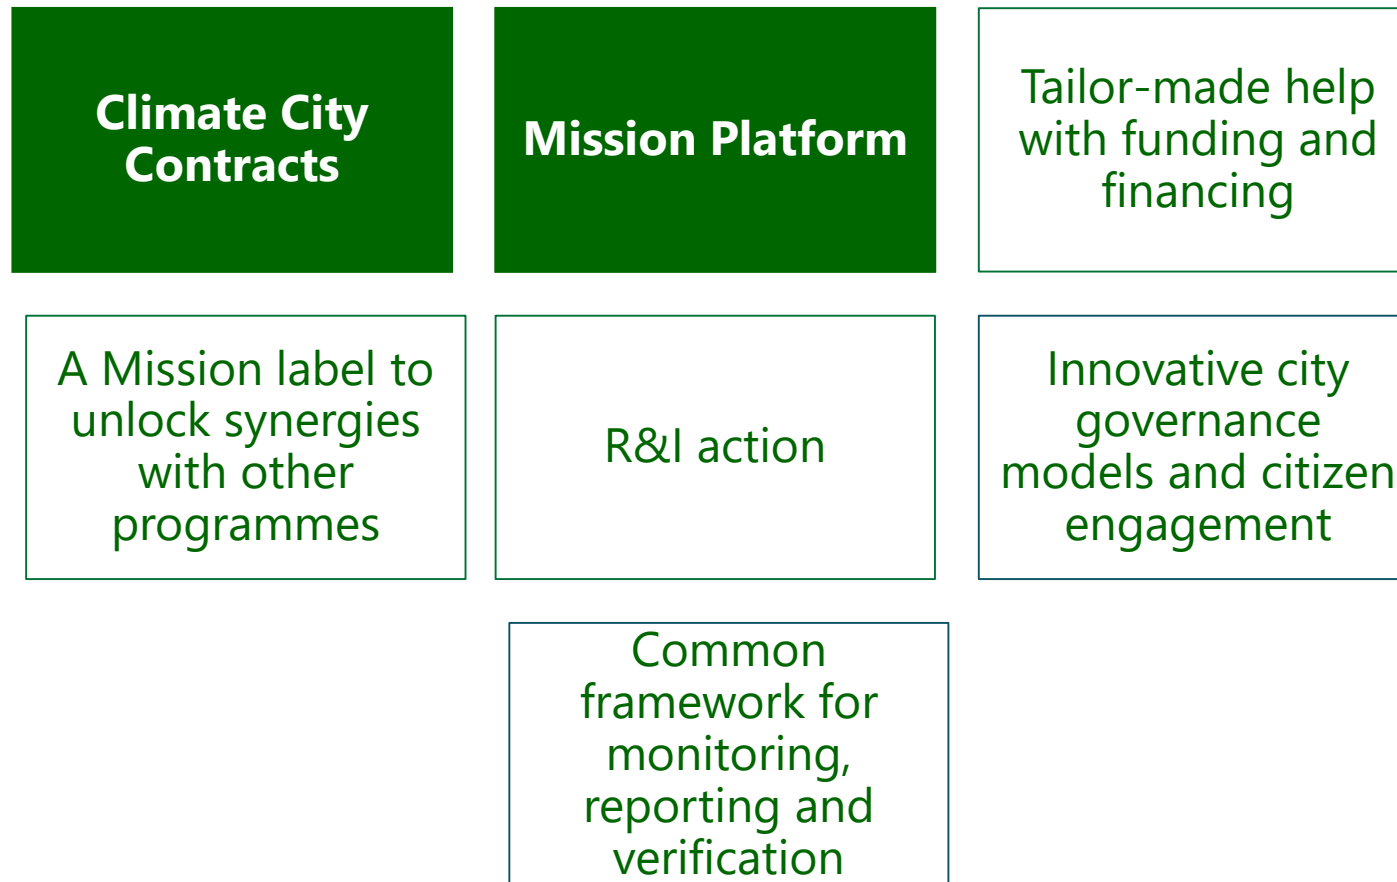 Climate City
Contracts
Mission Platform
Tailor-made help
with funding and
financing
A Mission label to
unlock synergies
with other
programmes
R&I action
Innovative city
governance
models and citizen
engagement
Common
framework for
monitoring,
reporting and
verification